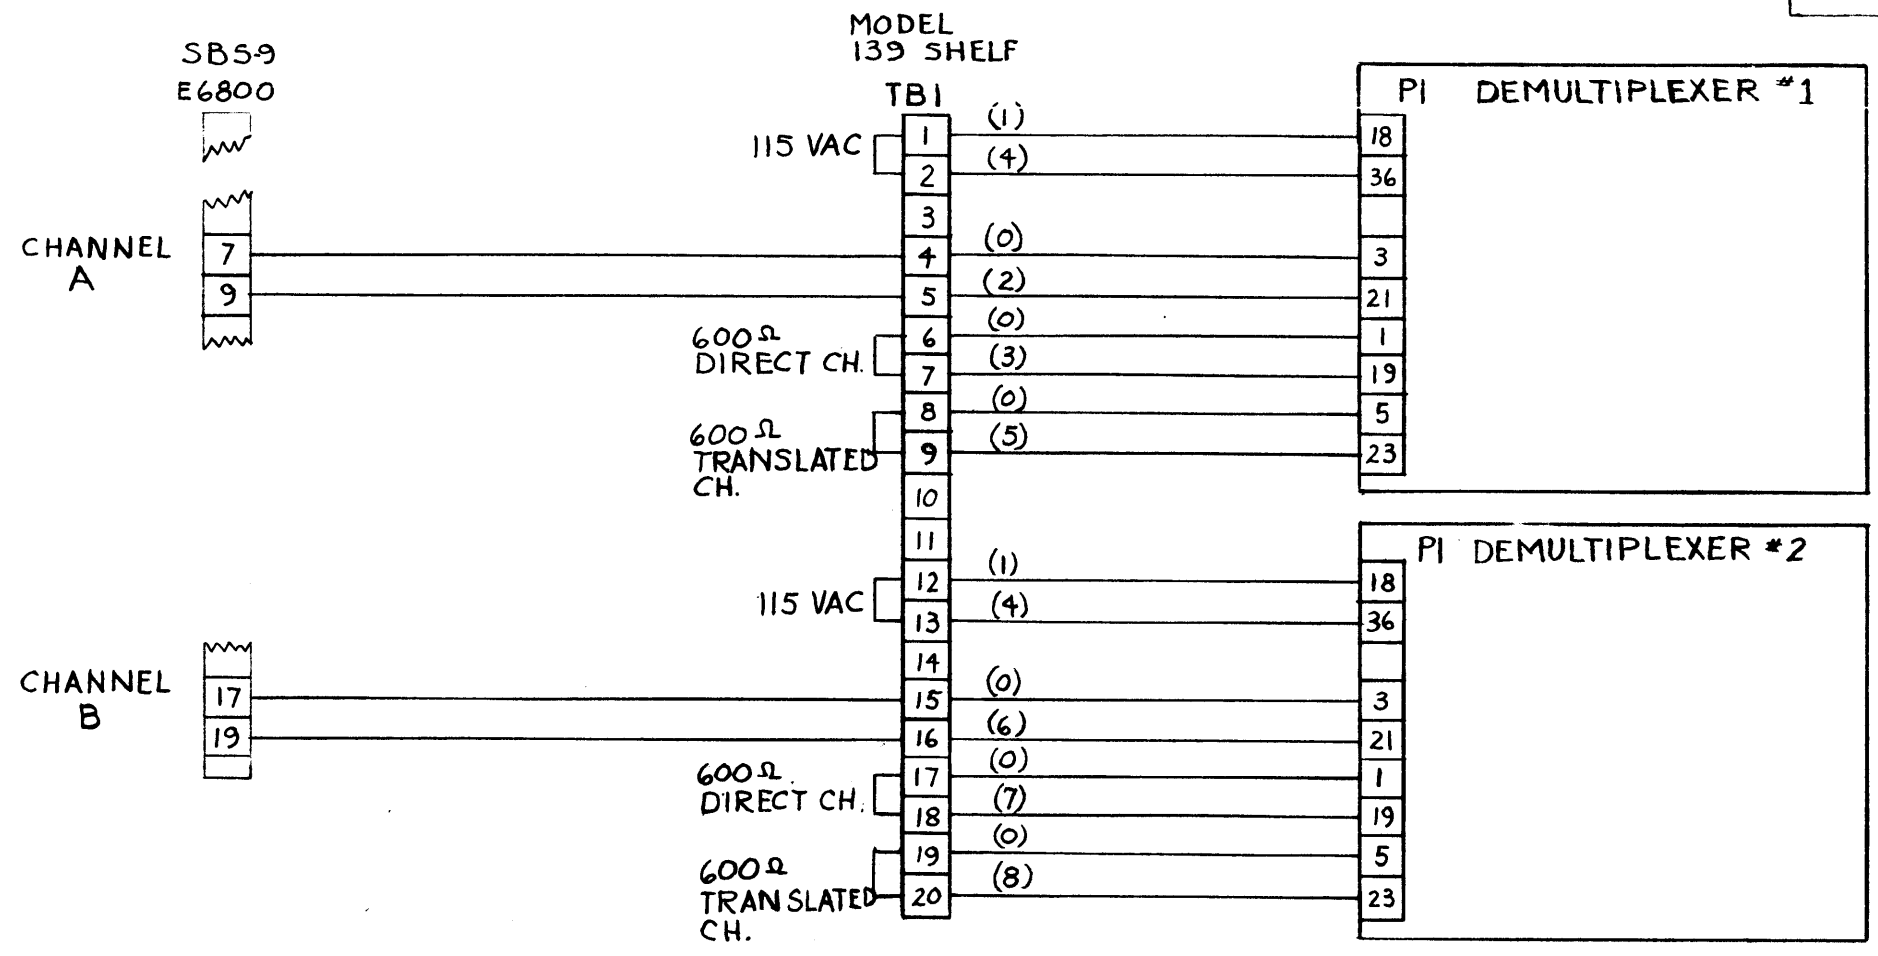 MODEL
139 SHELF
SBS-9
E6800
TB1
P1 DEMULTIPLEXER #1
115 VAC
1 (1) 18
2 (4) 36
3
CHANNEL
A
7 4 (0) 3
9 5 (2) 21
600Ω
DIRECT CH.
6 (0) 1
7 (3) 19
600Ω
TRANSLATED
CH.
8 (0) 5
9 (5) 23
10
11
P1 DEMULTIPLEXER #2
115 VAC
12 (1) 18
13 (4) 36
14
CHANNEL
B
17 15 (0) 3
19 16 (6) 21
600Ω
DIRECT CH.
17 (0) 1
18 (7) 19
600Ω
TRANSLATED
CH.
19 (0) 5
20 (8) 23